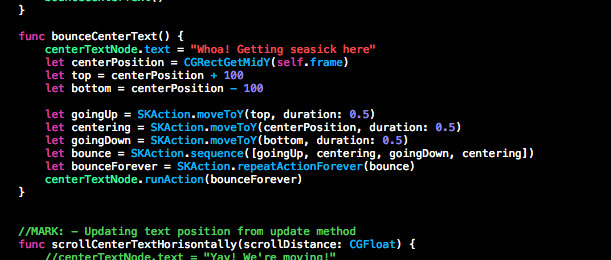 }
func bounceCenterText() {
centerTextNode.text = "Whoa! Getting seasick here"
let centerPosition = CGRectGetMidY(self.frame)
let top = centerPosition + 100
let bottom = centerPosition - 100
let goingUp = SKAction.moveToY(top, duration: 0.5)
let centering = SKAction.moveToY(centerPosition, duration: 0.5)
let goingDown = SKAction.moveToY(bottom, duration: 0.5)
let bounce = SKAction.sequence([goingUp, centering, goingDown, centering])
let bounceForever = SKAction.repeatActionForever(bounce)
centerTextNode.runAction(bounceForever)
}
//MARK: - Updating text position from update method
func scrollCenterTextHorisontally(scrollDistance: CGFloat) {
//centerTextNode.text = "Yay! We're moving!"